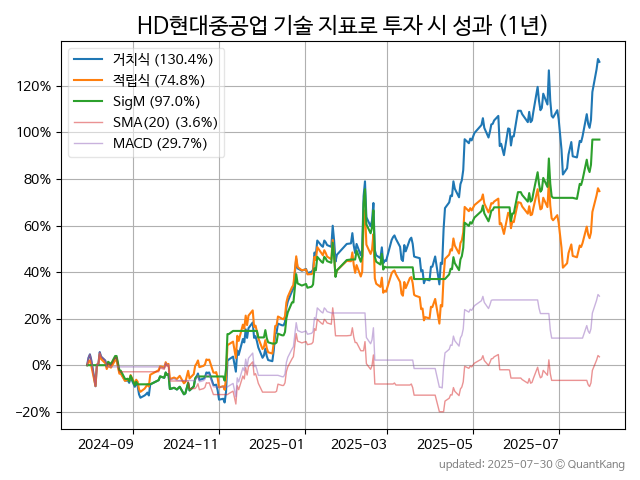 HD현대중공업 기술 지표로 투자 시 성과 (1년)
거치식 (130.4%)
적립식 (74.8%)
SigM (97.0%)
SMA(20) (3.6%)
MACD (29.7%)
120%
100%
80%
60%
40%
20%
0%
−20%
2024-09 2024-11 2025-01 2025-03 2025-05 2025-07
updated: 2025-07-30 © QuantKang